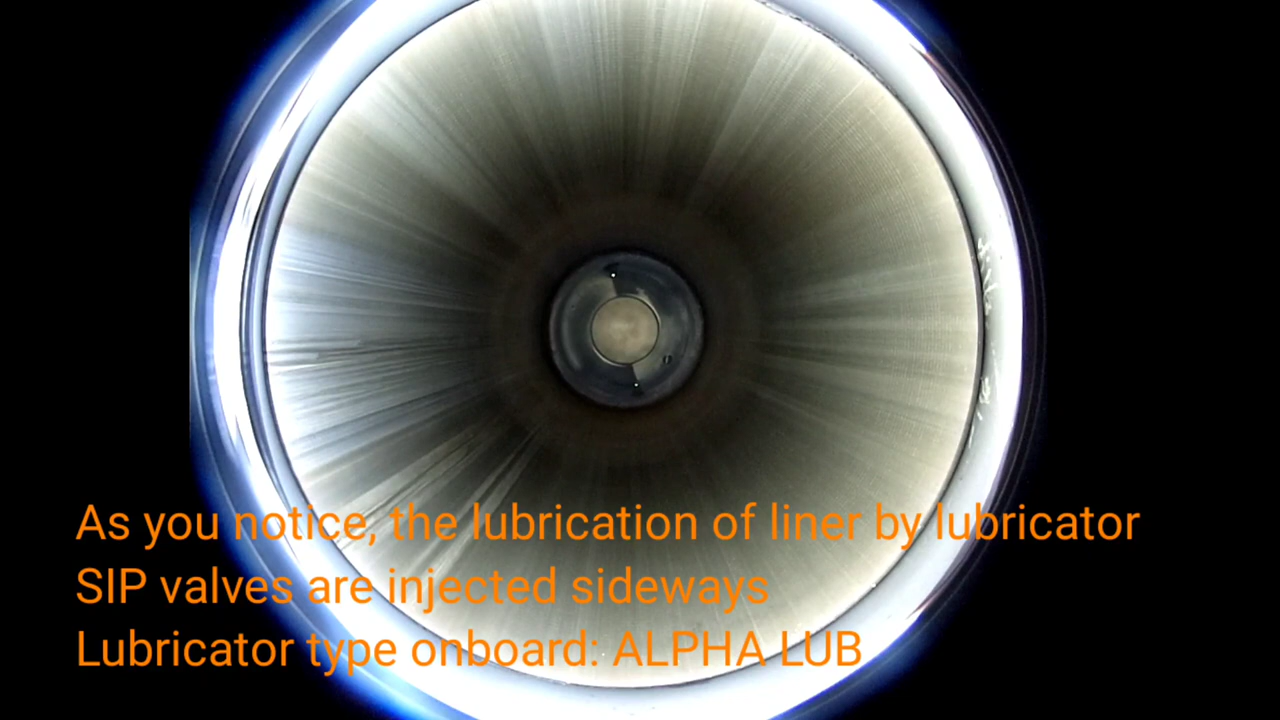 As you notice, the lubrication of liner by lubricator
SIP valves are injected sideways
Lubricator type onboard: ALPHA LUB